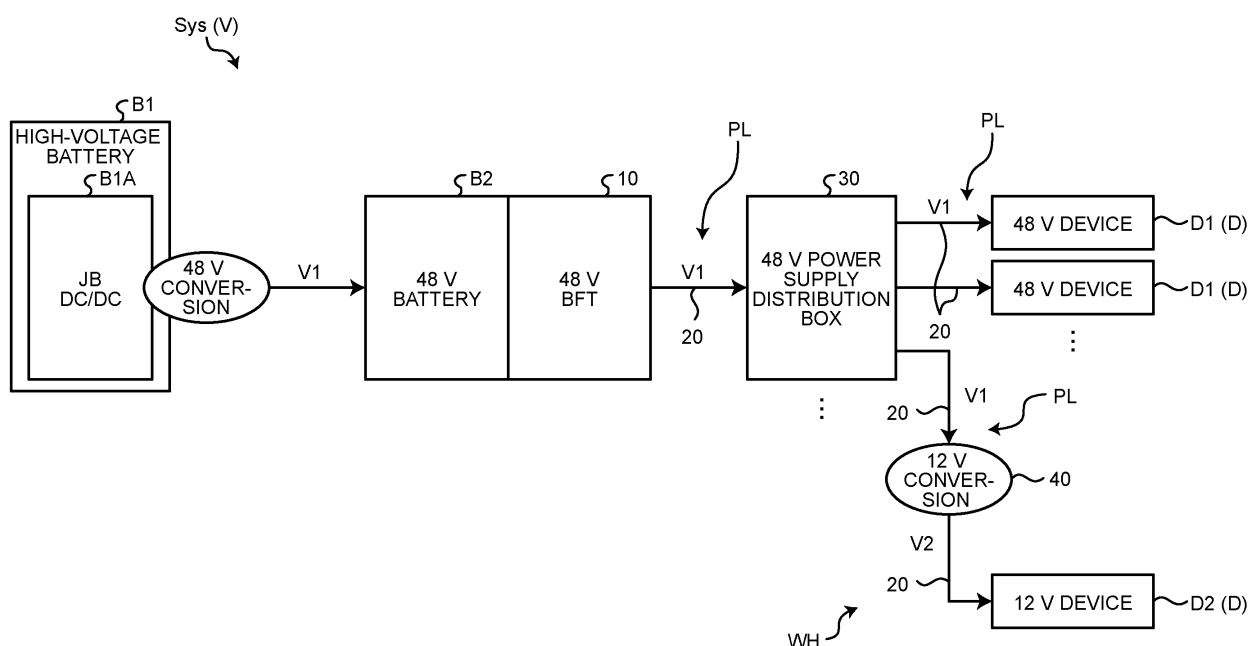 Sys (V)
B1
HIGH-VOLTAGE
BATTERY
B1A
JB
DC/DC
48 V
CONVER-
SION
V1
B2
48 V
BATTERY
10
48 V
BFT
PL
V1
20
30
48 V POWER
SUPPLY
DISTRIBUTION
BOX
PL
V1
48 V DEVICE
D1 (D)
48 V DEVICE
D1 (D)
20
V1
20
PL
12 V
CONVER-
SION
40
V2
20
12 V DEVICE
D2 (D)
WH